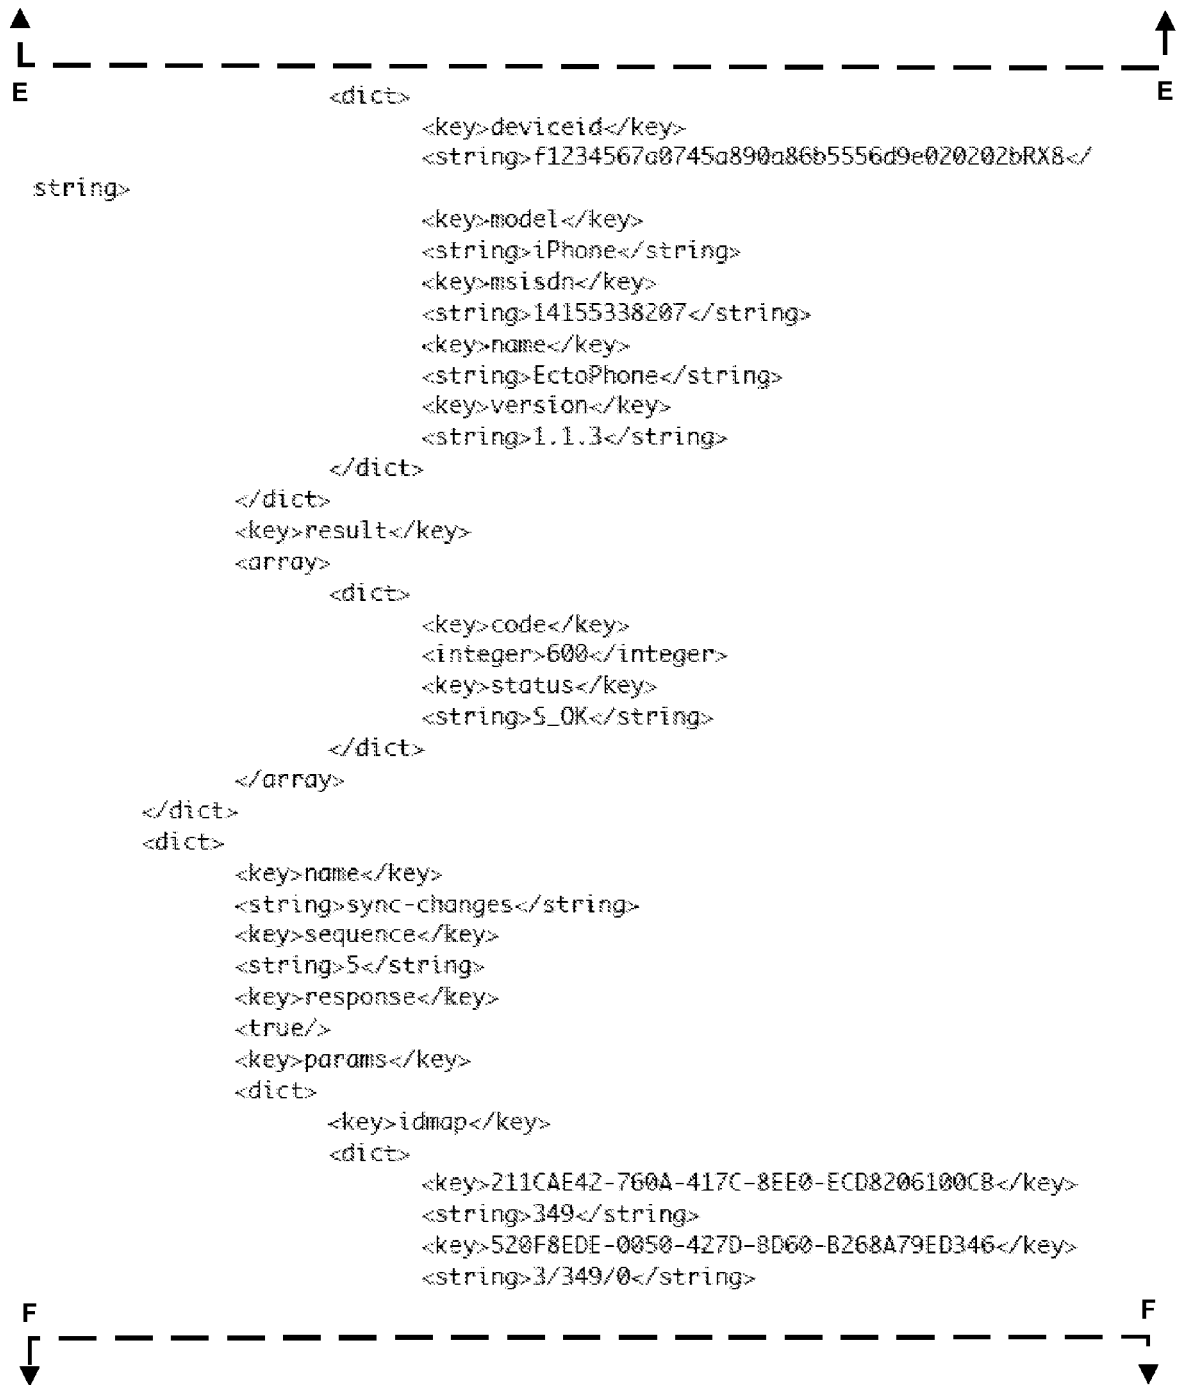 E E
<dict>
<key>deviceid</key>
<string>f1234567a0745a890a86b5556d9e020202bRX8</
string>
<key>model</key>
<string>iPhone</string>
<key>msisdn</key>
<string>14155338207</string>
<key>name</key>
<string>EctoPhone</string>
<key>version</key>
<string>1.1.3</string>
</dict>
</dict>
<key>result</key>
<array>
<dict>
<key>code</key>
<integer>600</integer>
<key>status</key>
<string>S_OK</string>
</dict>
</array>
</dict>
<dict>
<key>name</key>
<string>sync-changes</string>
<key>sequence</key>
<string>5</string>
<key>response</key>
<true/>
<key>params</key>
<dict>
<key>idmap</key>
<dict>
<key>211CAE42-760A-417C-8EE0-ECD8206100CB</key>
<string>349</string>
<key>520F8EDE-0050-427D-8D60-B268A79ED346</key>
<string>3/349/0</string>
F F